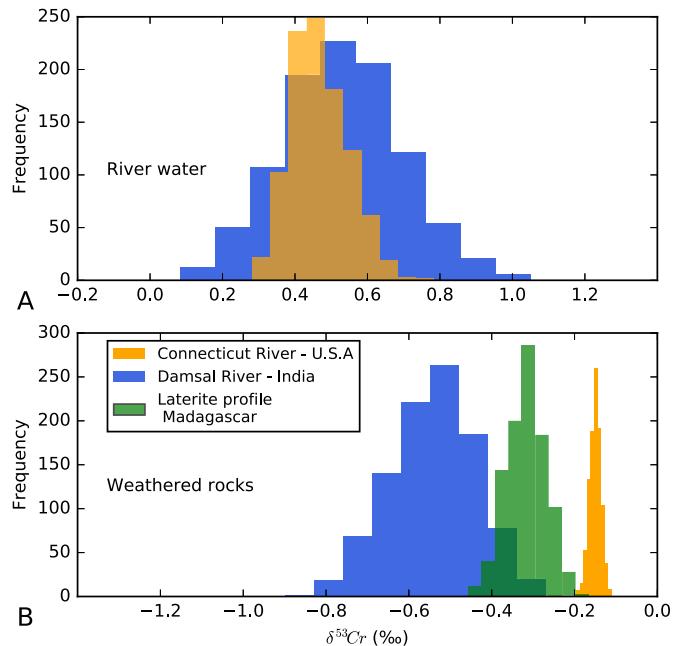 250
200
150
100
50
0
Frequency
River water
A
−0.2 0.0 0.2 0.4 0.6 0.8 1.0 1.2
300
250
200
150
100
50
0
Frequency
Connecticut River - U.S.A
Damsal River - India
Laterite profile
Madagascar
Weathered rocks
B
−1.2 −1.0 −0.8 −0.6 −0.4 −0.2 0.0
δ⁵³Cr (‰)